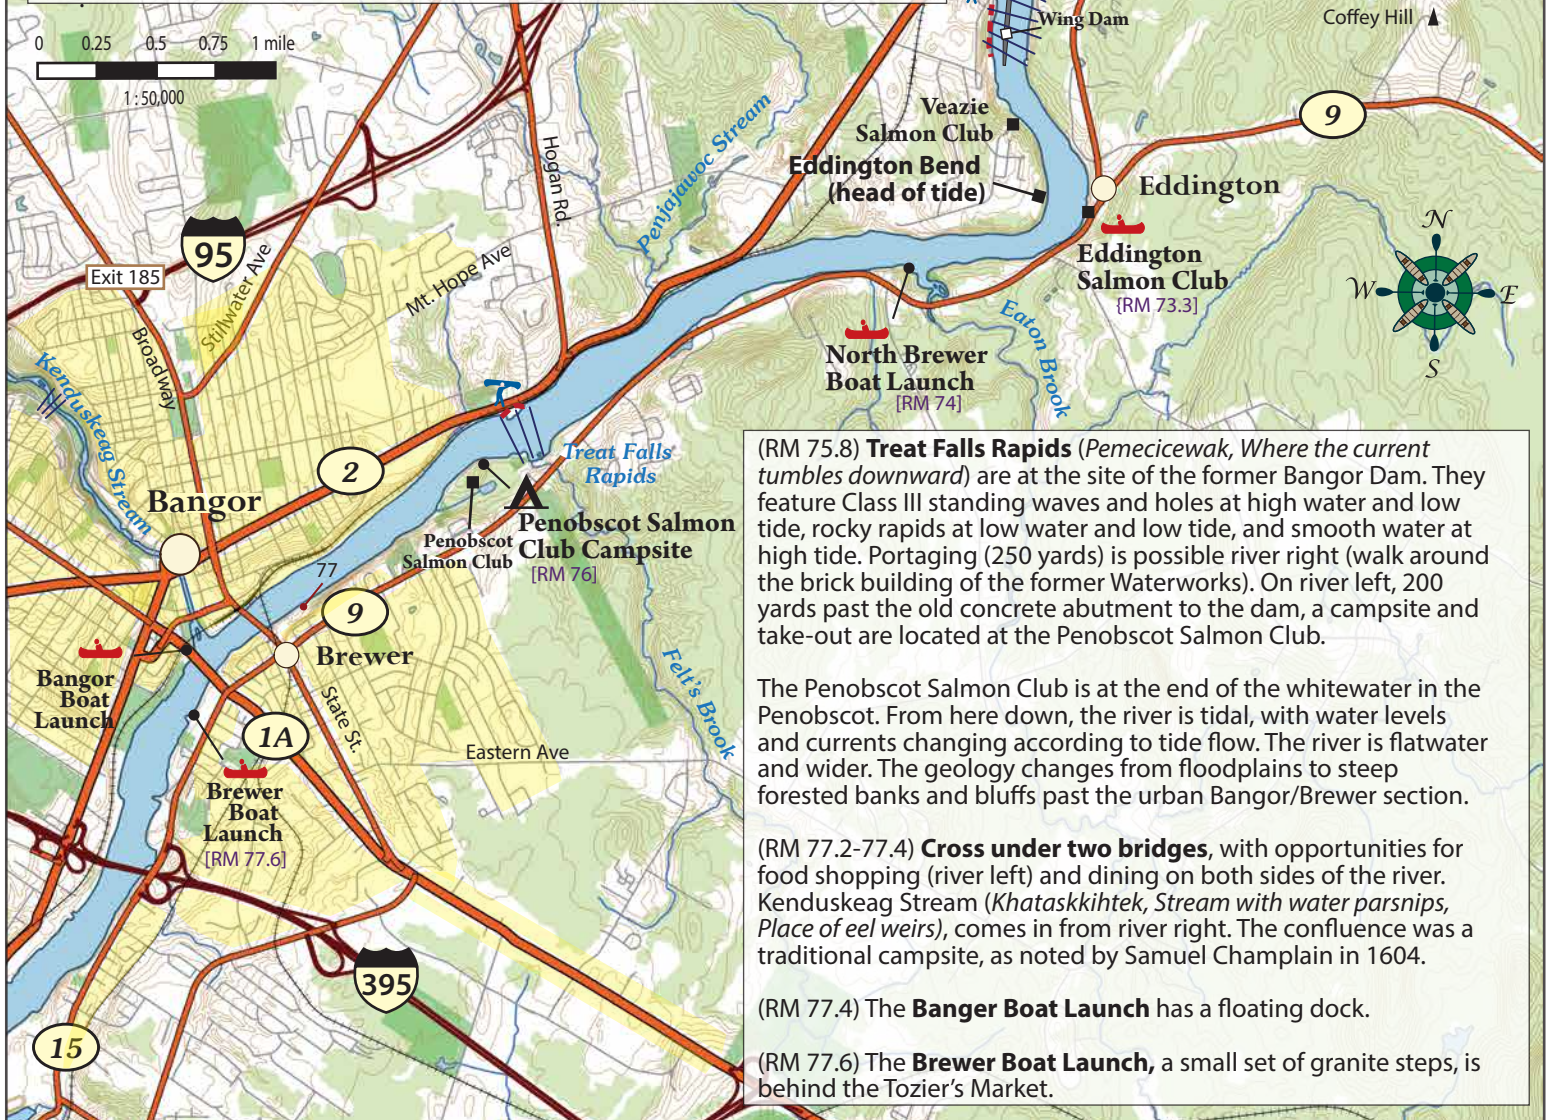 0 0.25 0.5 0.75 1 mile
1 : 50,000
Wing Dam
Coffey Hill
9
Veazie
Salmon Club
Eddington Bend
(head of tide)
Eddington
Eddington
Salmon Club
{RM 73.3]
N
W
E
S
Hogan Rd.
Penjajawoc Stream
95
Exit 185
Stillwater Ave
Mt. Hope Ave
Broadway
Kenduskeag Stream
Eaton Brook
North Brewer
Boat Launch
[RM 74]
2
Bangor
Treat Falls
Rapids
Penobscot
Salmon Club
Penobscot Salmon
Club Campsite
[RM 76]
77
9
Brewer
Bangor
Boat
Launch
State St.
1A
Eastern Ave
Felt's Brook
Brewer
Boat
Launch
[RM 77.6]
395
15
(RM 75.8) Treat Falls Rapids (Pemecicewak, Where the current
tumbles downward) are at the site of the former Bangor Dam. They
feature Class III standing waves and holes at high water and low
tide, rocky rapids at low water and low tide, and smooth water at
high tide. Portaging (250 yards) is possible river right (walk around
the brick building of the former Waterworks). On river left, 200
yards past the old concrete abutment to the dam, a campsite and
take-out are located at the Penobscot Salmon Club.
The Penobscot Salmon Club is at the end of the whitewater in the
Penobscot. From here down, the river is tidal, with water levels
and currents changing according to tide flow. The river is flatwater
and wider. The geology changes from floodplains to steep
forested banks and bluffs past the urban Bangor/Brewer section.
(RM 77.2-77.4) Cross under two bridges, with opportunities for
food shopping (river left) and dining on both sides of the river.
Kenduskeag Stream (Khataskkihtek, Stream with water parsnips,
Place of eel weirs), comes in from river right. The confluence was a
traditional campsite, as noted by Samuel Champlain in 1604.
(RM 77.4) The Banger Boat Launch has a floating dock.
(RM 77.6) The Brewer Boat Launch, a small set of granite steps, is
behind the Tozier's Market.